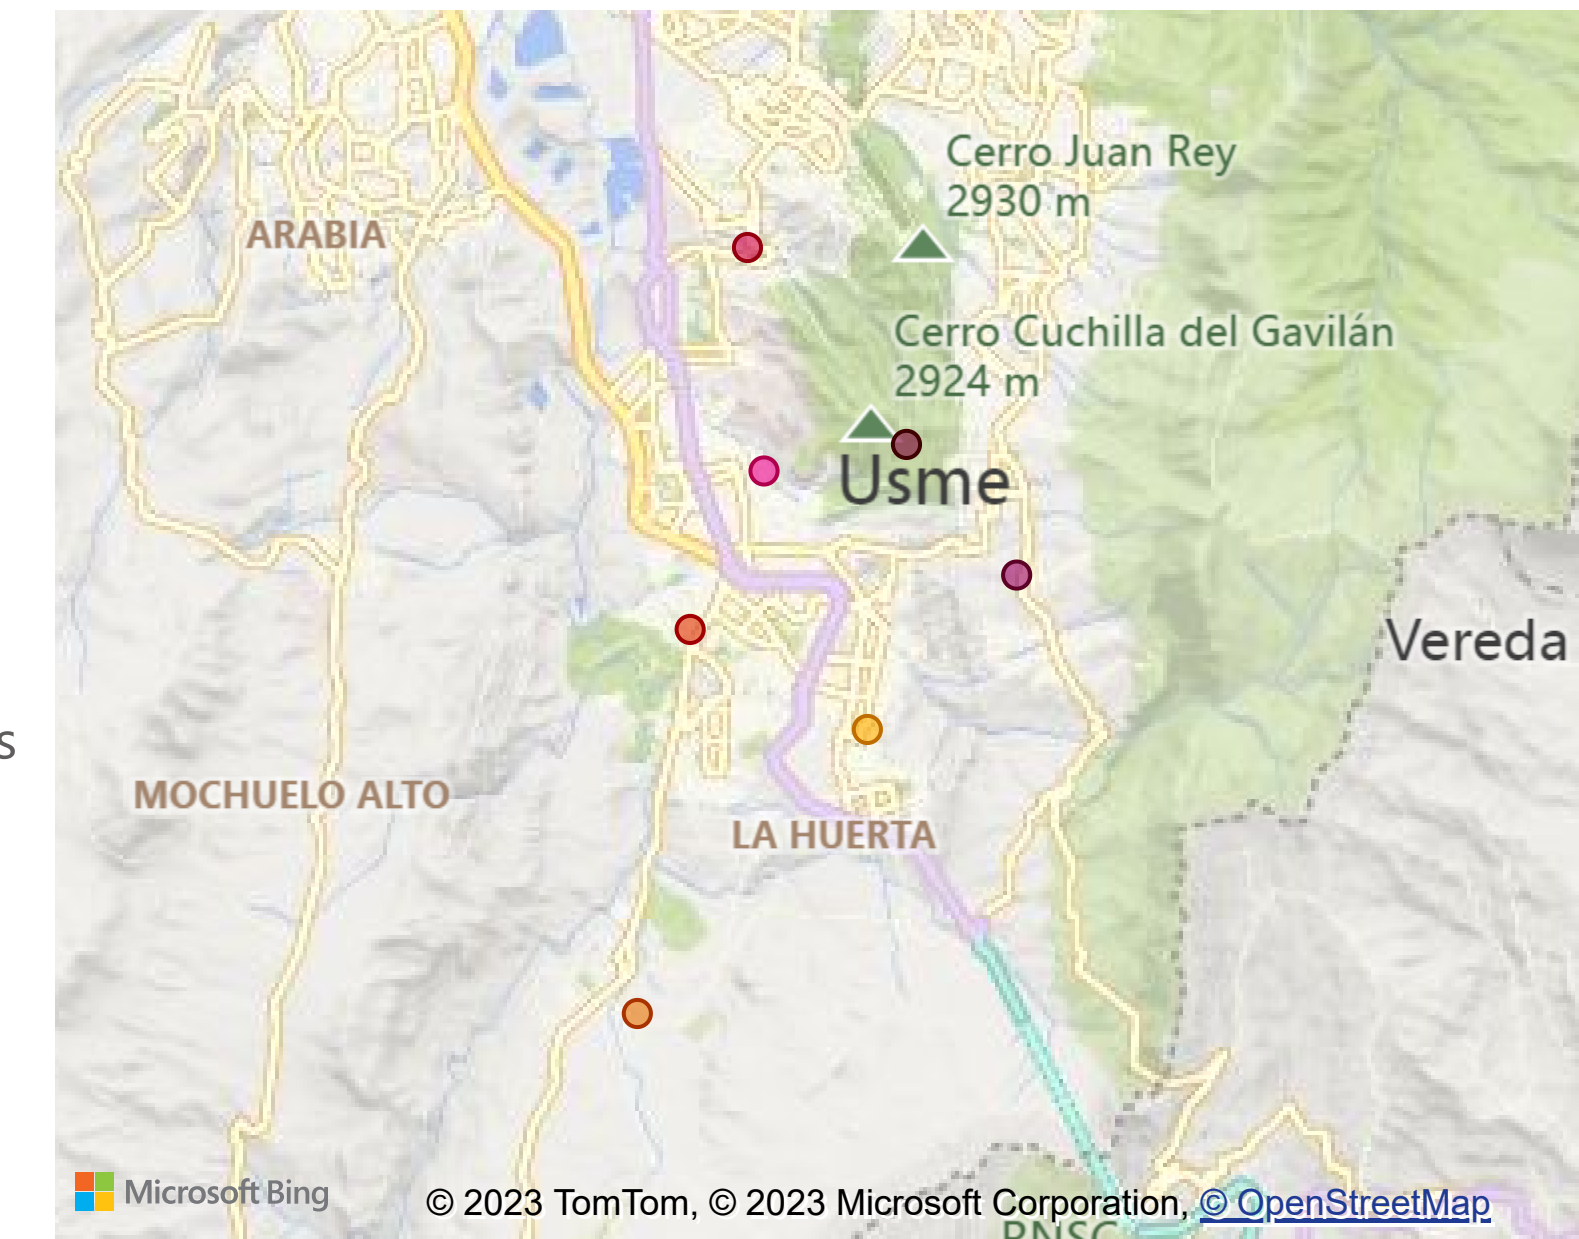 Cerro Juan Rey
2930 m
ARABIA
Cerro Cuchilla del Gavilán
2924 m
Usme
Vereda
s
MOCHUELO ALTO
LA HUERTA
Microsoft Bing
© 2023 TomTom, © 2023 Microsoft Corporation, © OpenStreetMap
RNSC